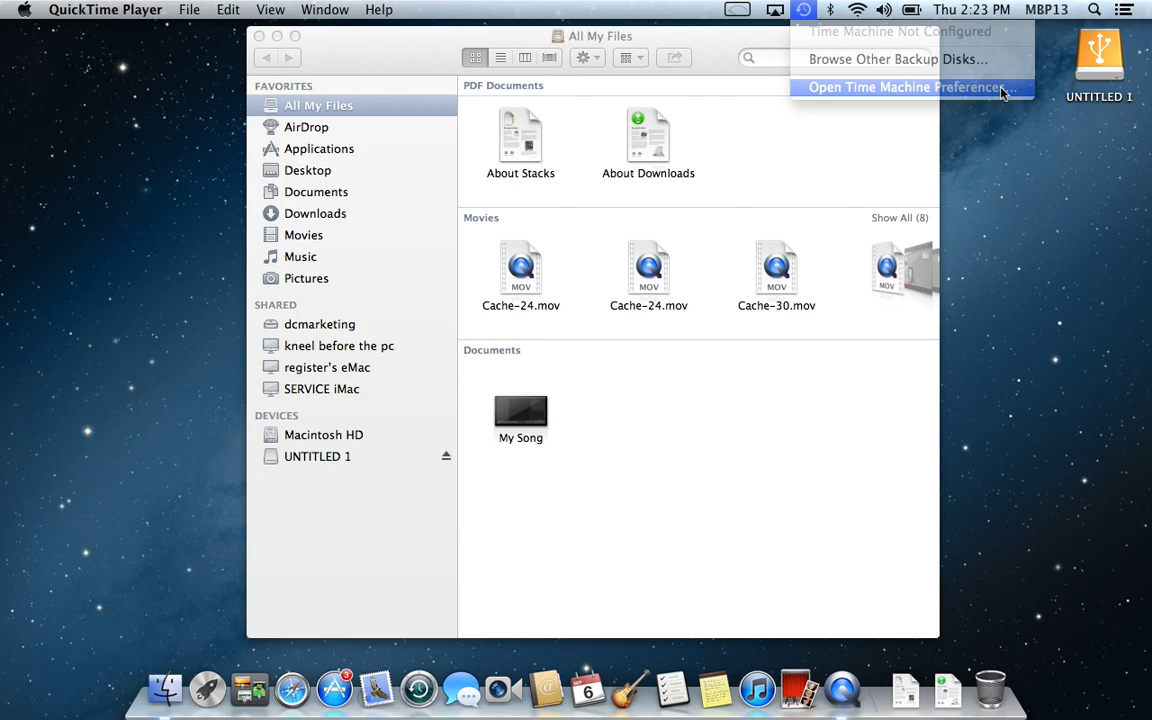 QuickTime Player File Edit View Window Help Thu 2:23 PM MBP13
All My Files
Time Machine Not Configured
Browse Other Backup Disks...
Open Time Machine Preferences...
UNTITLED 1
FAVORITES
All My Files
AirDrop
Applications
Desktop
Documents
Downloads
Movies
Music
Pictures
SHARED
dcmarketing
kneel before the pc
register's eMac
SERVICE iMac
DEVICES
Macintosh HD
UNTITLED 1
PDF Documents
About Stacks About Downloads
Movies Show All (8)
MOV MOV MOV
Cache-24.mov Cache-24.mov Cache-30.mov
Documents
My Song
3
SEP
6